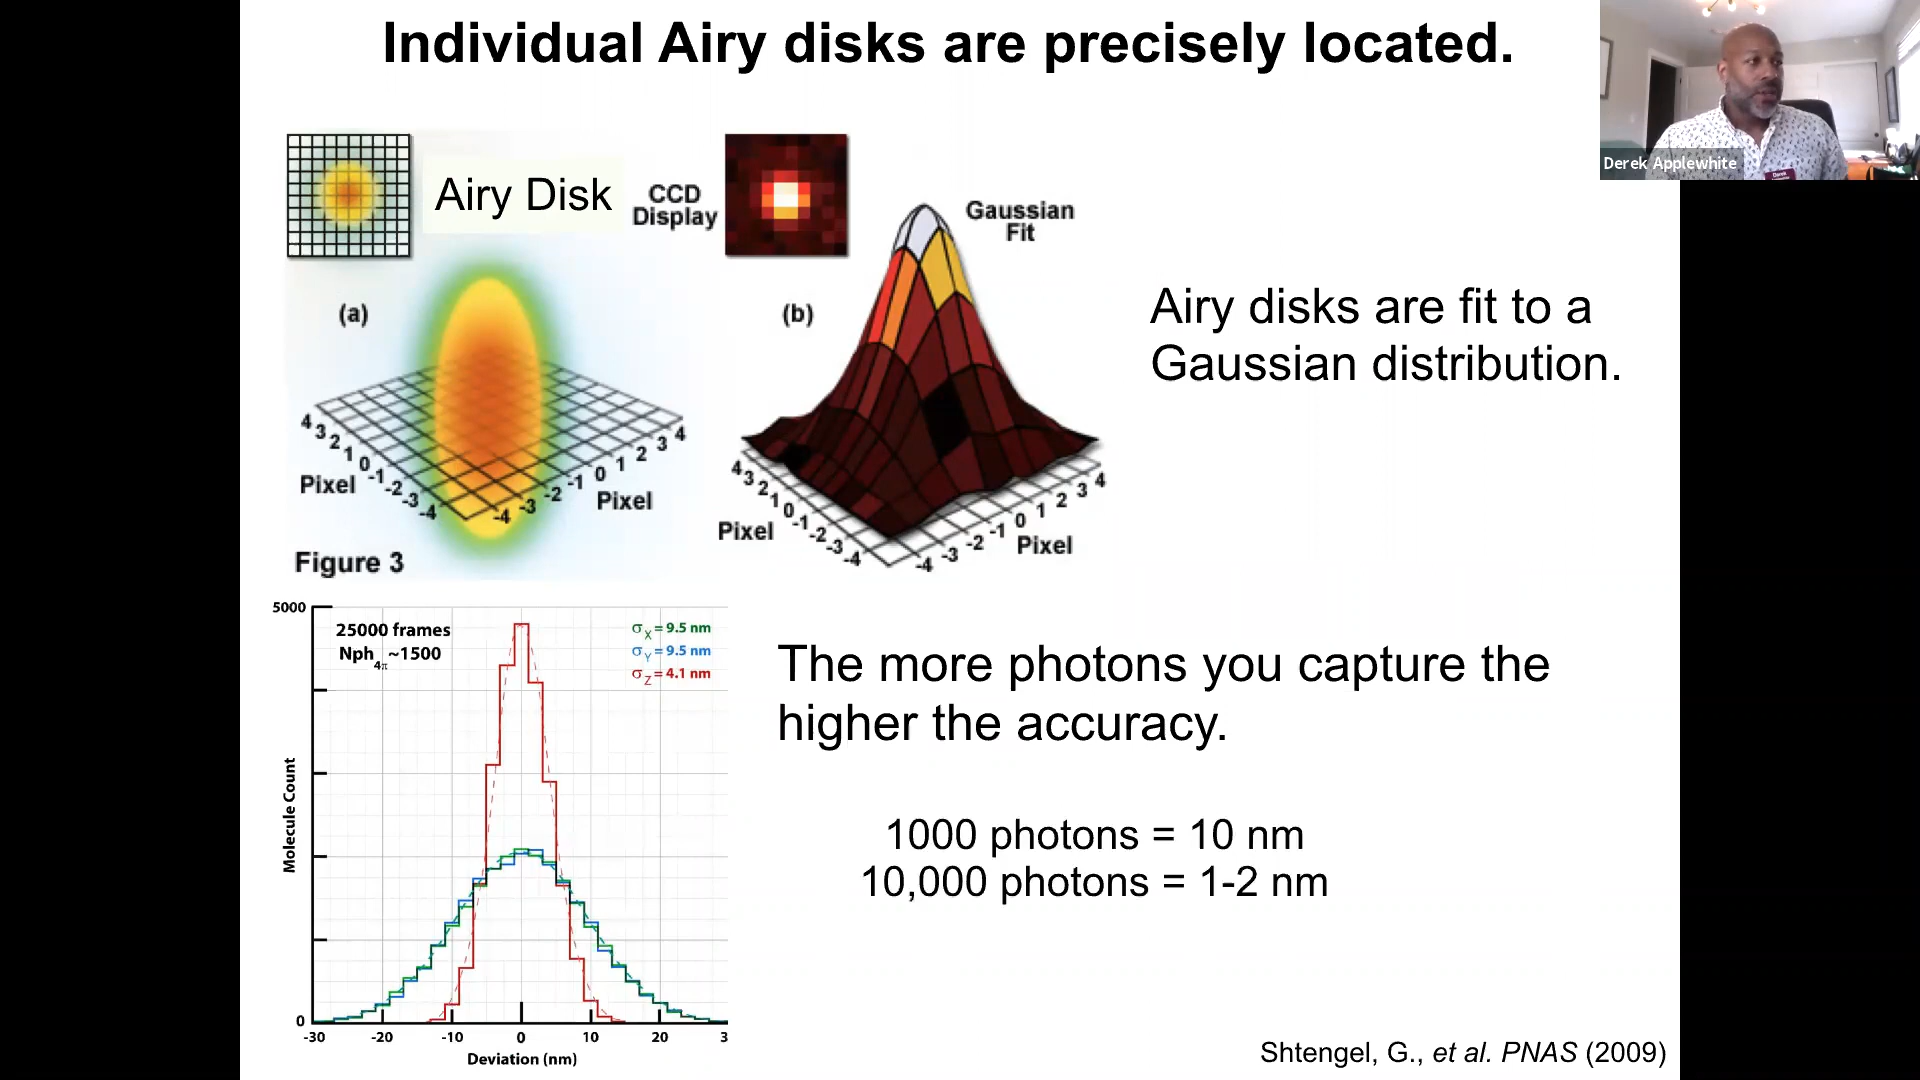 Individual Airy disks are precisely located.
Derek Applewhite
Derek
Airy Disk
CCD
Display
Gaussian
Fit
(a)
(b)
Airy disks are fit to a
Gaussian distribution.
4 3 2 1 0 -1 -2 -3 -4
Pixel
-4 -3 -2 -1 0 1 2 3 4
Pixel
4 3 2 1 0 -1 -2 -3 -4
Pixel
-4 -3 -2 -1 0 1 2 3 4
Pixel
Figure 3
5000
25000 frames
Nph4π~1500
σX=9.5 nm
σY=9.5 nm
σZ=4.1 nm
Molecule Count
0
-30 -20 -10 0 10 20 3
Deviation (nm)
The more photons you capture the
higher the accuracy.
1000 photons = 10 nm
10,000 photons = 1-2 nm
Shtengel, G., et al. PNAS (2009)